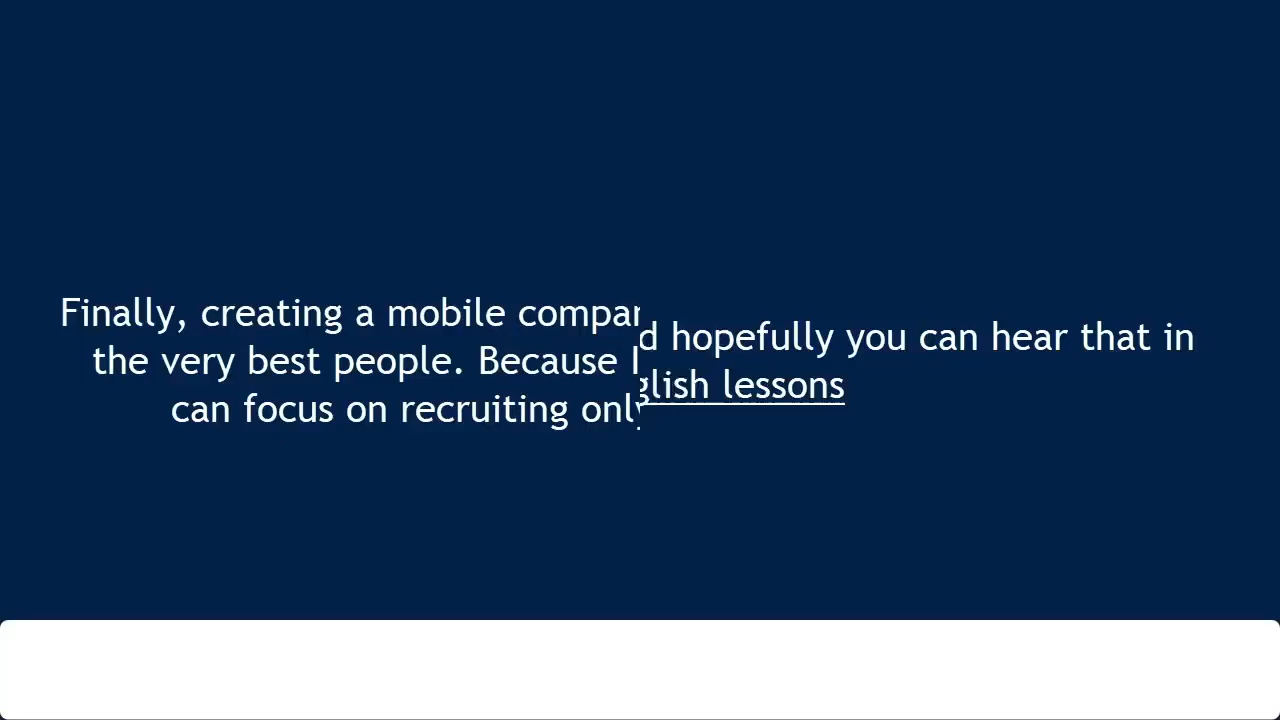 Finally, creating a mobile
the very best people. Because
can focus on recruiting
hopefully you can hear that in
lessons